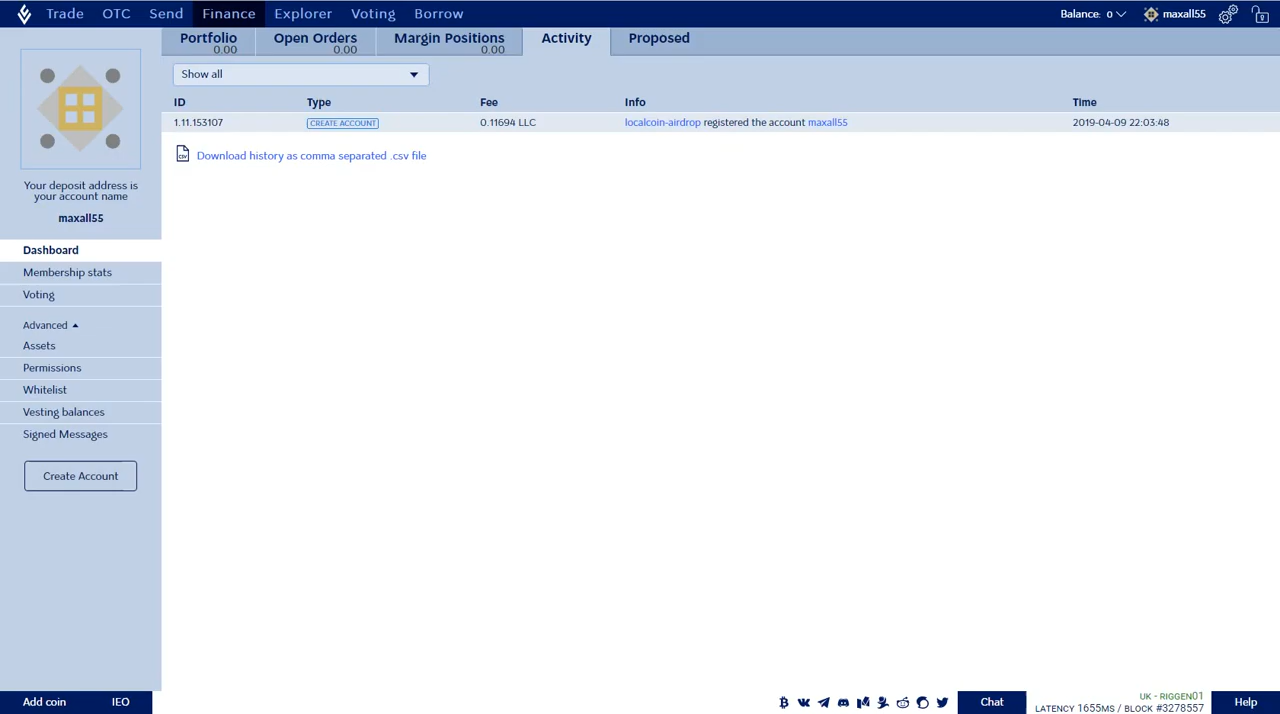 Trade OTC Send Finance Explorer Voting Borrow Balance: 0 maxall55
Portfolio Open Orders Margin Positions Activity Proposed
0.00 0.00 0.00
Show all
ID Type Fee Info Time
1.11.153107 CREATE ACCOUNT 0.11694 LLC localcoin-airdrop registered the account maxall55 2019-04-09 22:03:48
CSV Download history as comma separated .csv file
Your deposit address is
your account name
maxall55
Dashboard
Membership stats
Voting
Advanced
Assets
Permissions
Whitelist
Vesting balances
Signed Messages
Create Account
Add coin IEO Chat UK - RIGGEN01
LATENCY 1655MS / BLOCK #3278557 Help